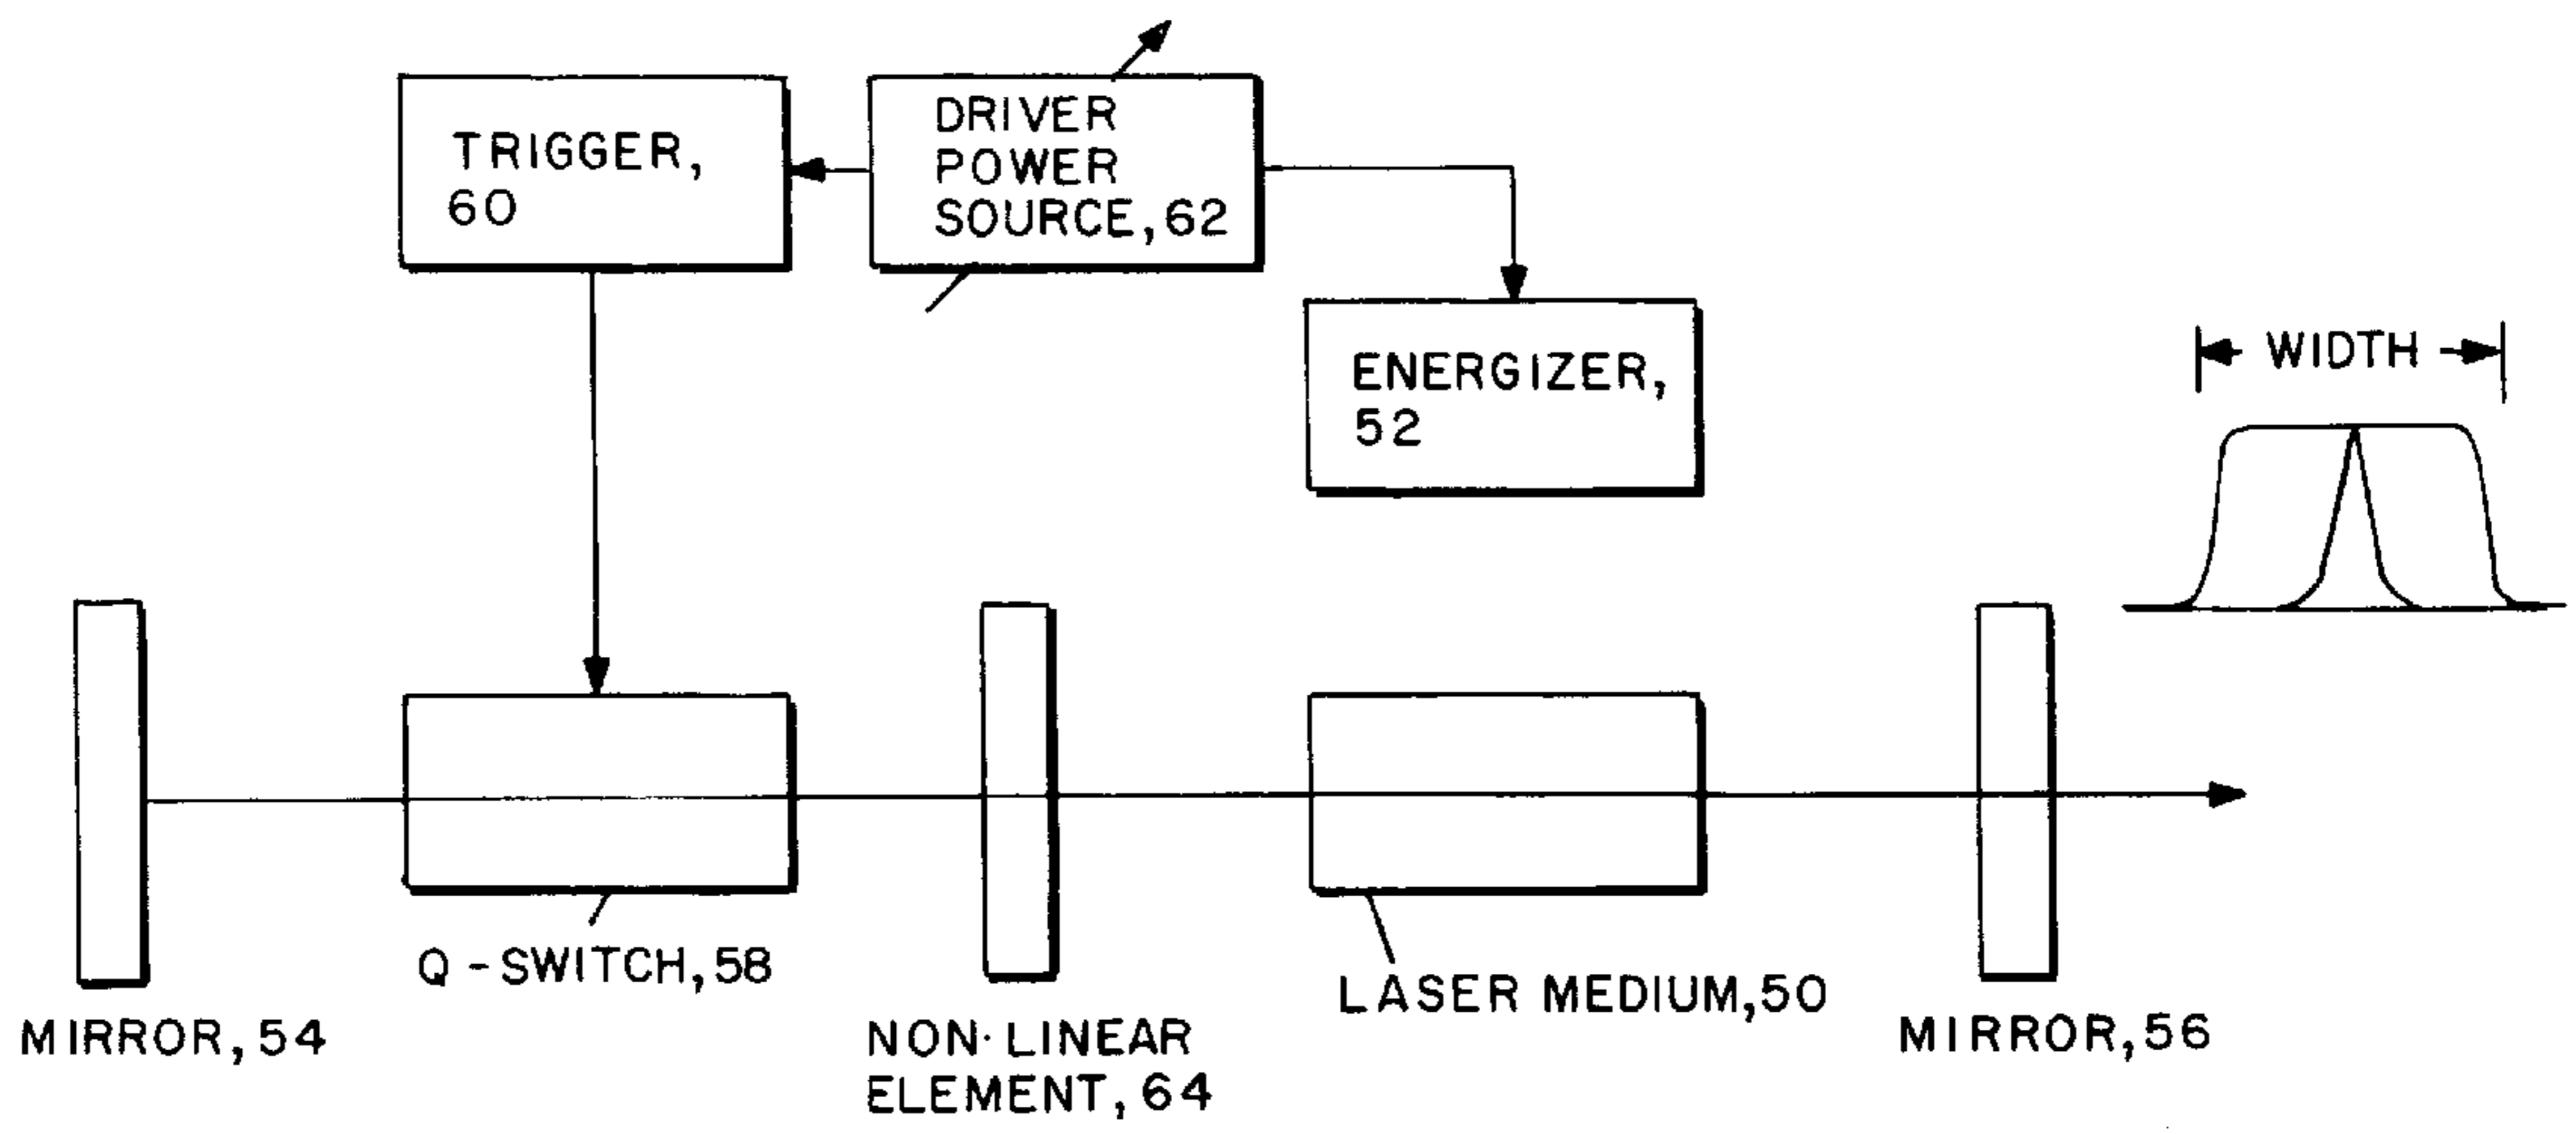 TRIGGER,
60
DRIVER
POWER
SOURCE, 62
ENERGIZER,
52
WIDTH
MIRROR, 54
Q-SWITCH, 58
NON-LINEAR
ELEMENT, 64
LASER MEDIUM, 50
MIRROR, 56